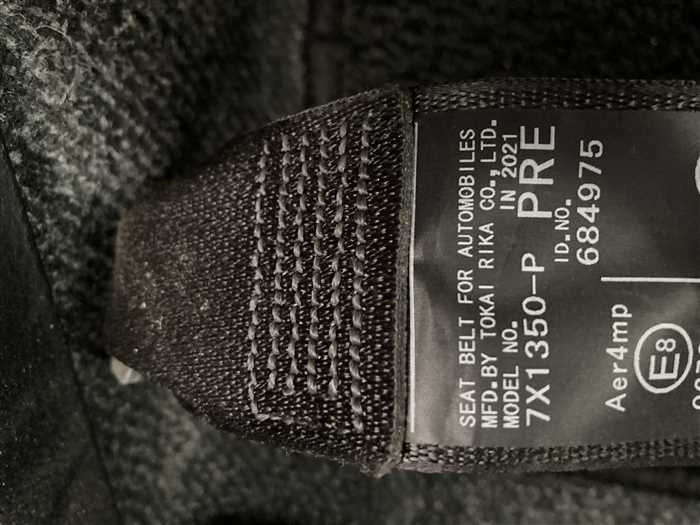 SEAT BELT FOR AUTOMOBILES
MFD.BY TOKAI RIKA CO.,LTD.
MODEL NO. IN 2021
7X1350-P PRE
ID.NO.
684975
Aer4mp
E8